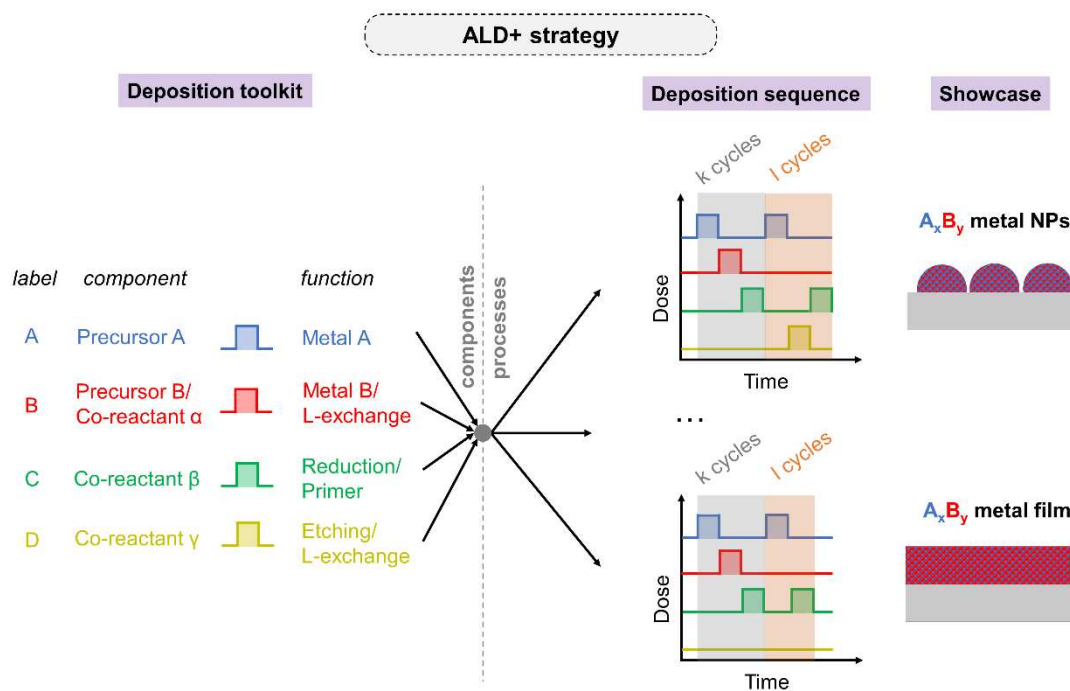 ALD+ strategy
Deposition toolkit
Deposition sequence
Showcase
label component function
A Precursor A Metal A
B Precursor B/
Co-reactant α
Metal B/
L-exchange
C Co-reactant β Reduction/
Primer
D Co-reactant γ Etching/
L-exchange
components
processes
k cycles
l cycles
Dose
Time
AxBy metal NPs
...
k cycles
l cycles
Dose
Time
AxBy metal film